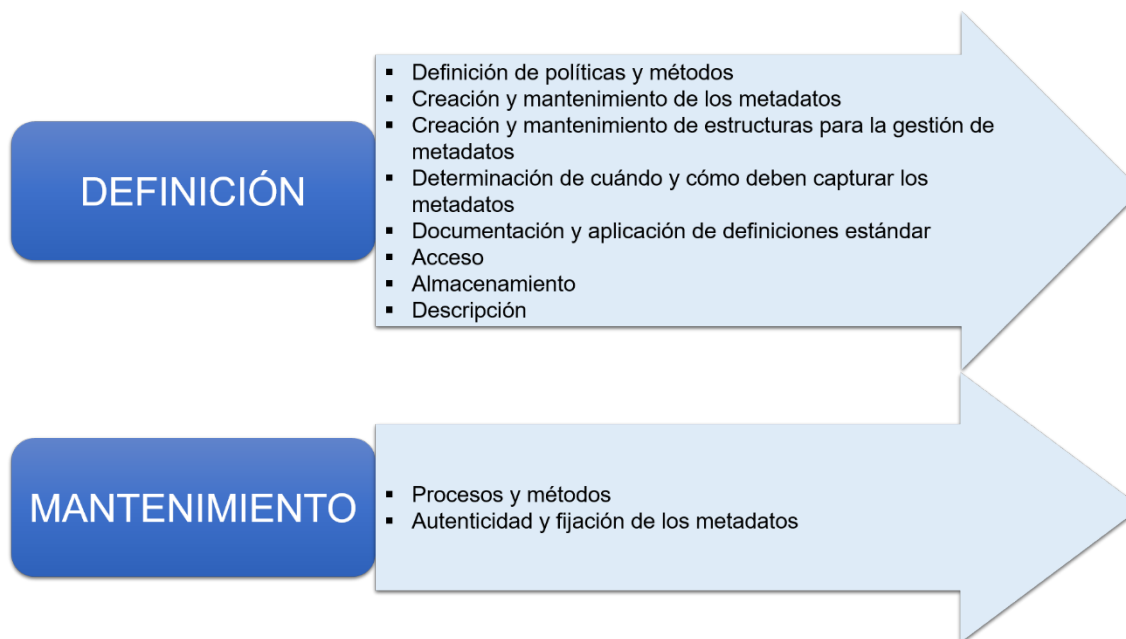 DEFINICIÓN
▪ Definición de políticas y métodos
▪ Creación y mantenimiento de los metadatos
▪ Creación y mantenimiento de estructuras para la gestión de
metadatos
▪ Determinación de cuándo y cómo deben capturar los
metadatos
▪ Documentación y aplicación de definiciones estándar
▪ Acceso
▪ Almacenamiento
▪ Descripción
MANTENIMIENTO
▪ Procesos y métodos
▪ Autenticidad y fijación de los metadatos